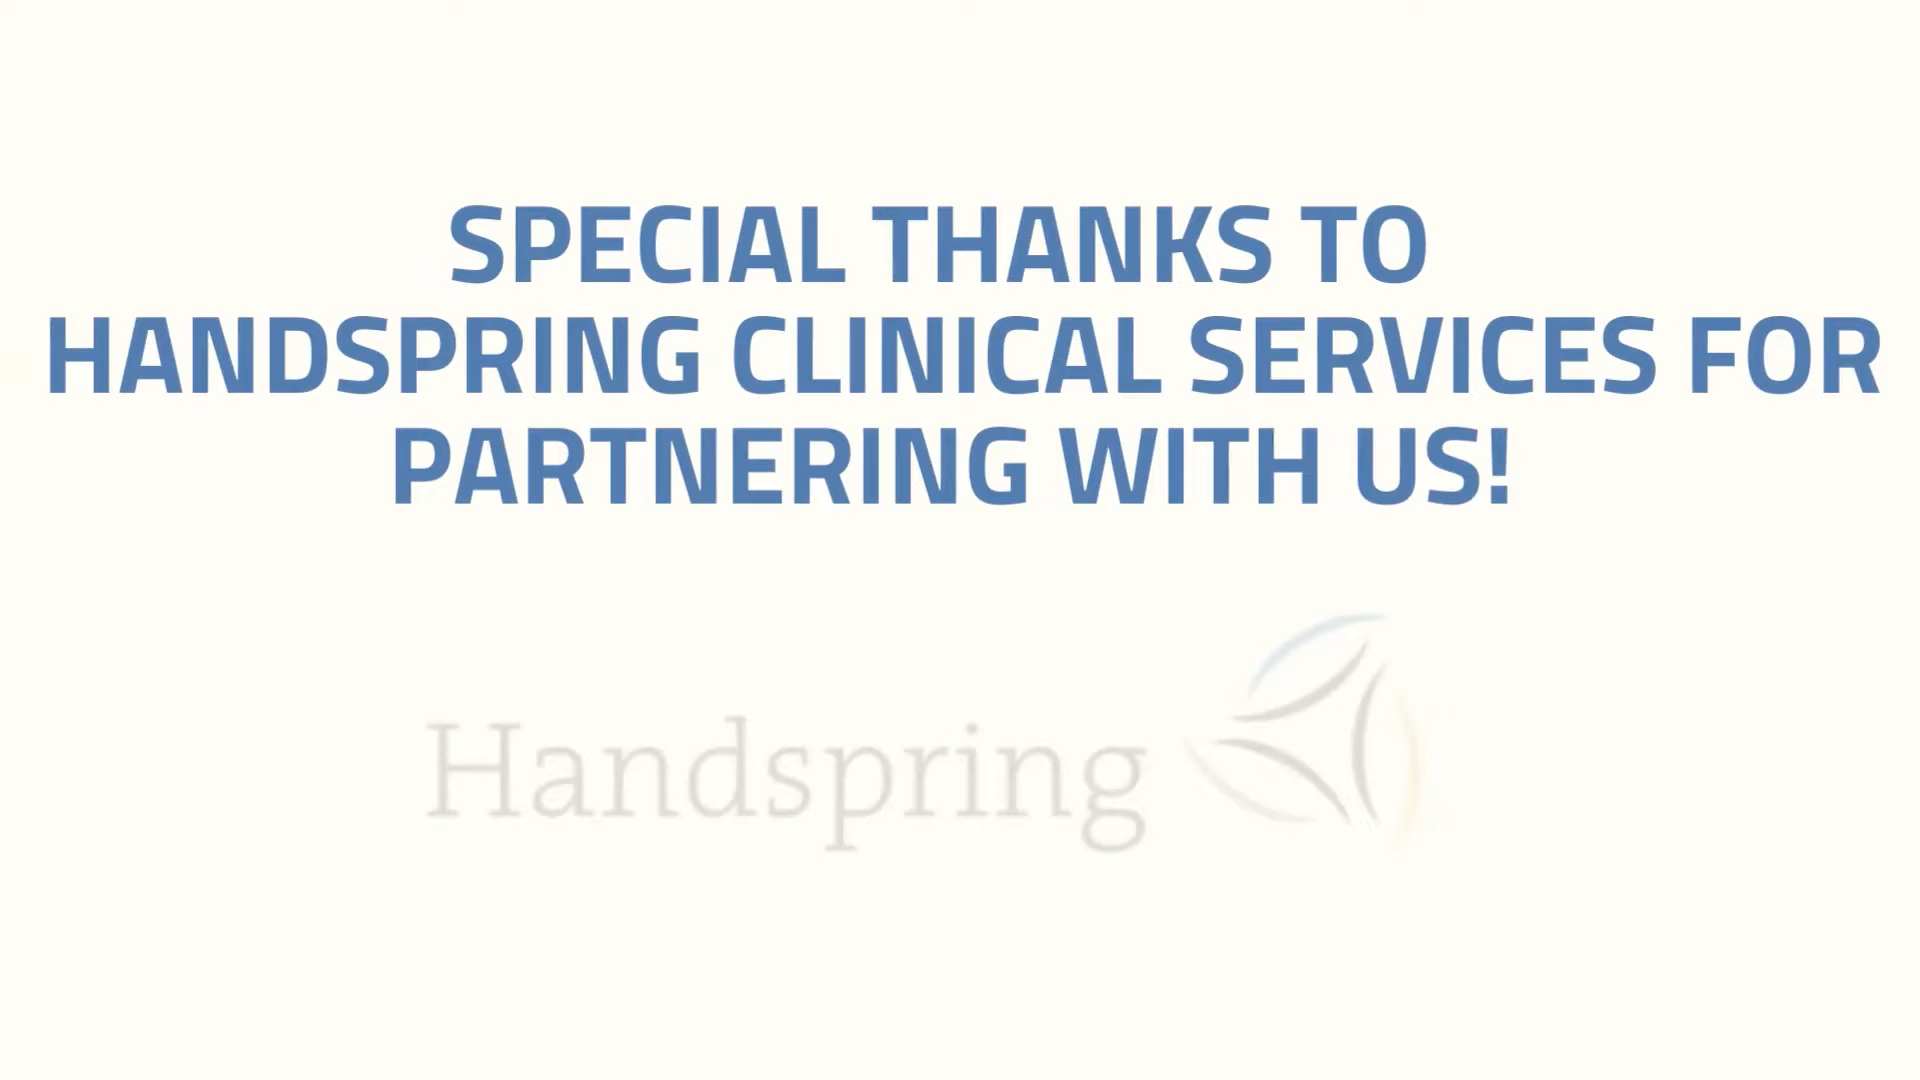 SPECIAL THANKS TO
HANDSPRING CLINICAL SERVICES FOR
PARTNERING WITH US!
Handspring